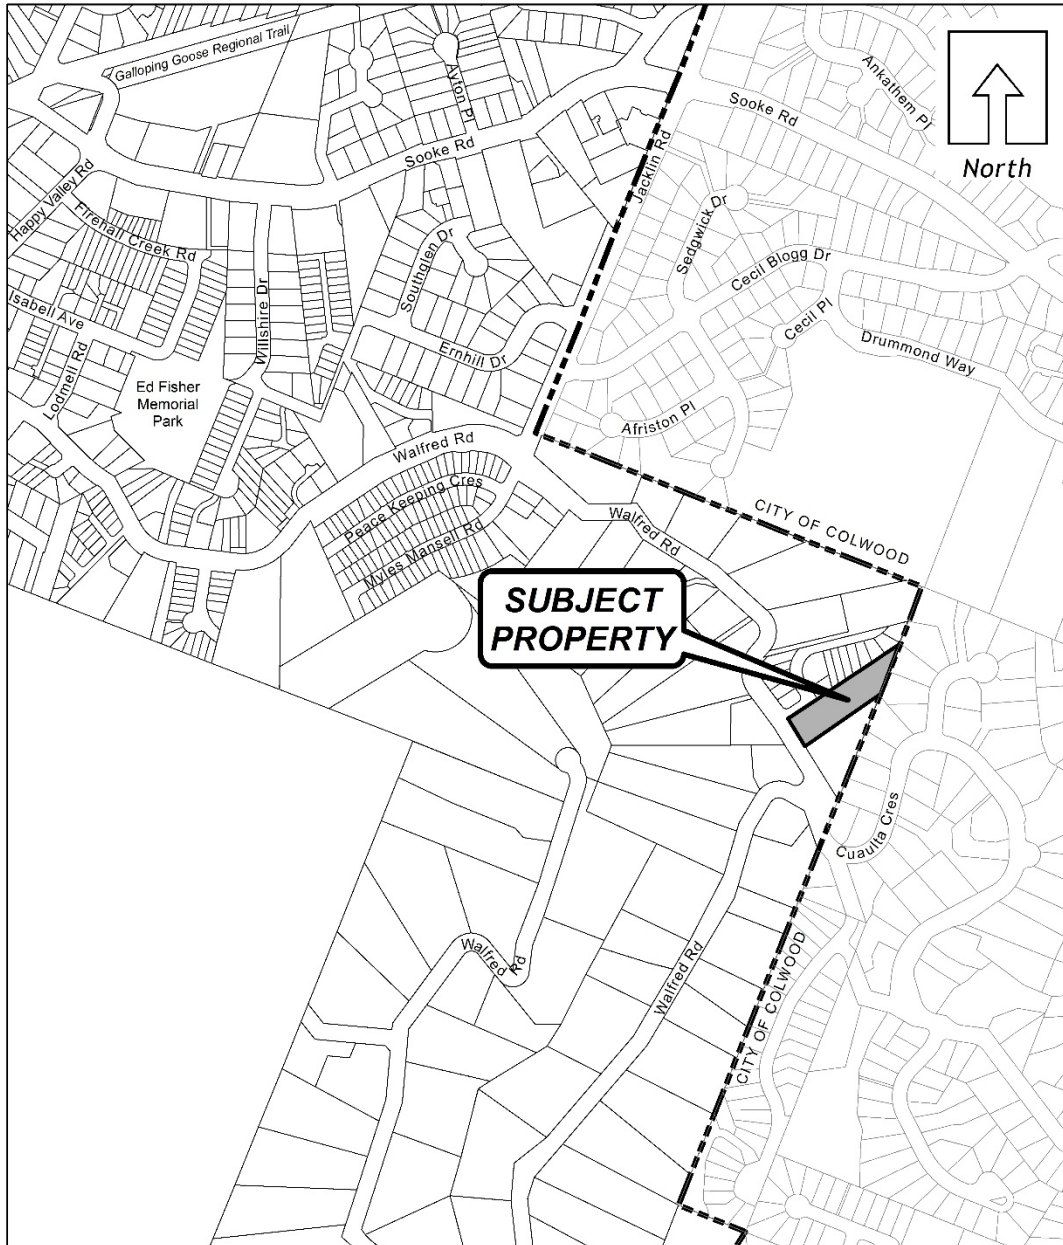 Galloping Goose Regional Trail
Ayton Pl
Ankathem Pl
Sooke Rd
Sooke Rd
Jacklin Rd
North
Happy Valley Rd
Firehall Creek Rd
Sedgwick Dr
Southglen Dr
Cecil Blogg Dr
Isabell Ave
Willshire Dr
Cecil Pl
Lodmell Rd
Ernhill Dr
Drummond Way
Ed Fisher
Memorial
Park
Afriston Pl
Walfred Rd
Peace Keeping Cres
CITY OF COLWOOD
Walfred Rd
Myles Mansell Rd
SUBJECT
PROPERTY
Cuaulta Cres
Walfred Rd
Walfred Rd
CITY OF COLWOOD